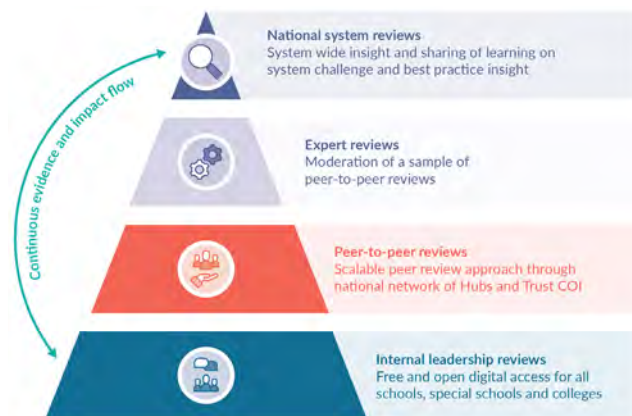 National system reviews
System wide insight and sharing of learning on
system challenge and best practice insight
Continuous evidence and impact flow
Expert reviews
Moderation of a sample of
peer-to-peer reviews
Peer-to-peer reviews
Scalable peer review approach through
national network of Hubs and Trust COI
Internal leadership reviews
Free and open digital access for all
schools, special schools and colleges